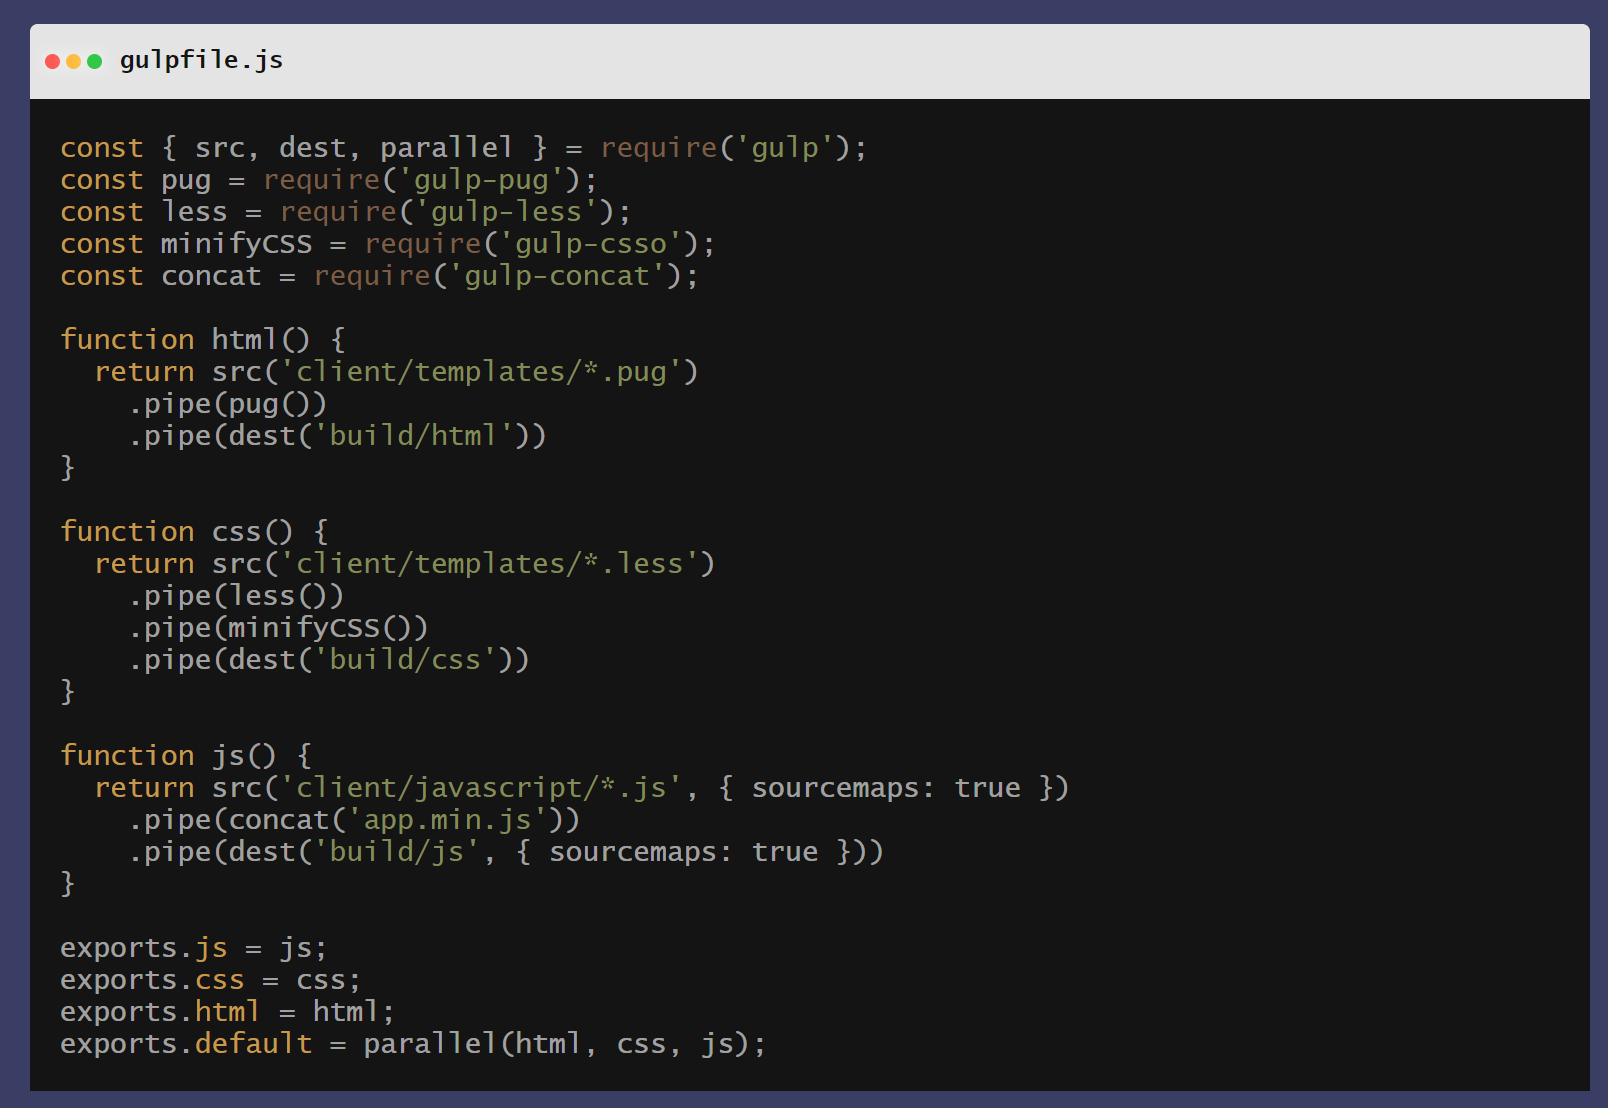 gulpfile.js
const { src, dest, parallel } = require('gulp');
const pug = require('gulp-pug');
const less = require('gulp-less');
const minifyCSS = require('gulp-csso');
const concat = require('gulp-concat');

function html() {
  return src('client/templates/*.pug')
    .pipe(pug())
    .pipe(dest('build/html'))
}

function css() {
  return src('client/templates/*.less')
    .pipe(less())
    .pipe(minifyCSS())
    .pipe(dest('build/css'))
}

function js() {
  return src('client/javascript/*.js', { sourcemaps: true })
    .pipe(concat('app.min.js'))
    .pipe(dest('build/js', { sourcemaps: true }))
}

exports.js = js;
exports.css = css;
exports.html = html;
exports.default = parallel(html, css, js);